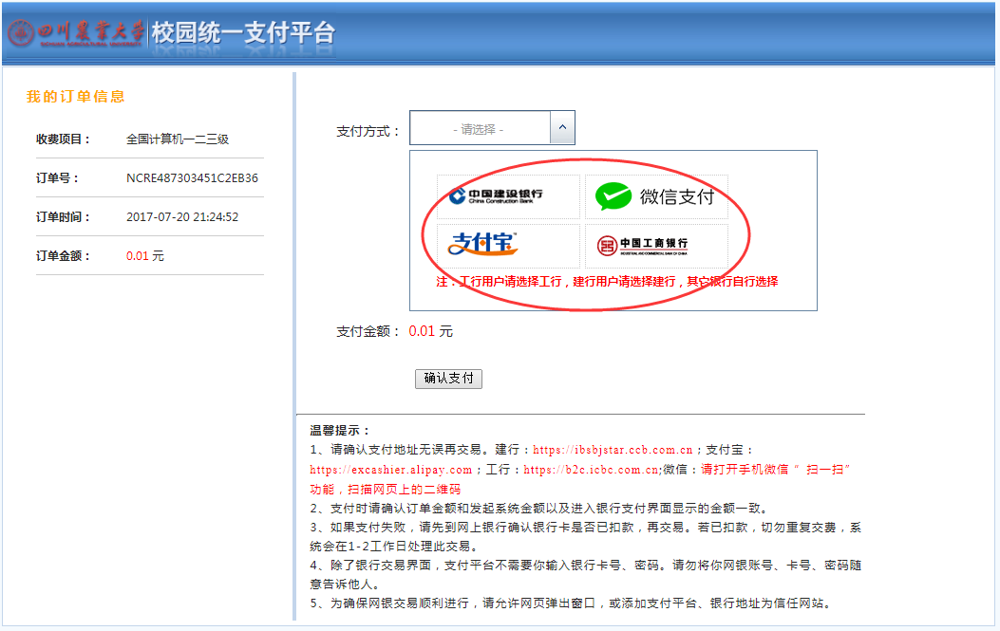 四川农业大学 校园统一支付平台
我的订单信息
收费项目： 全国计算机一二三级
订单号： NCRE487303451C2EB36
订单时间： 2017-07-20 21:24:52
订单金额： 0.01 元
支付方式： - 请选择 -
中国建设银行
China Construction Bank
微信支付
支付宝
中国工商银行
INDUSTRIAL AND COMMERCIAL BANK OF CHINA
注：工行用户请选择工行，建行用户请选择建行，其它银行自行选择
支付金额： 0.01 元
确认支付
温馨提示：
1、请确认支付地址无误再交易。建行：https://ibsbjstar.ccb.com.cn；支付宝：
https://excashier.alipay.com；工行：https://b2c.icbc.com.cn;微信：请打开手机微信“ 扫一扫”
功能，扫描网页上的二维码
2、支付时请确认订单金额和发起系统金额以及进入银行支付界面显示的金额一致。
3、如果支付失败，请先到网上银行确认银行卡是否已扣款，再交易。若已扣款，切勿重复交费，系
统会在1-2工作日处理此交易。
4、除了银行交易界面，支付平台不需要你输入银行卡号、密码。请勿将你网银账号、卡号、密码随
意告诉他人。
5、为确保网银交易顺利进行，请允许网页弹出窗口，或添加支付平台、银行地址为信任网站。